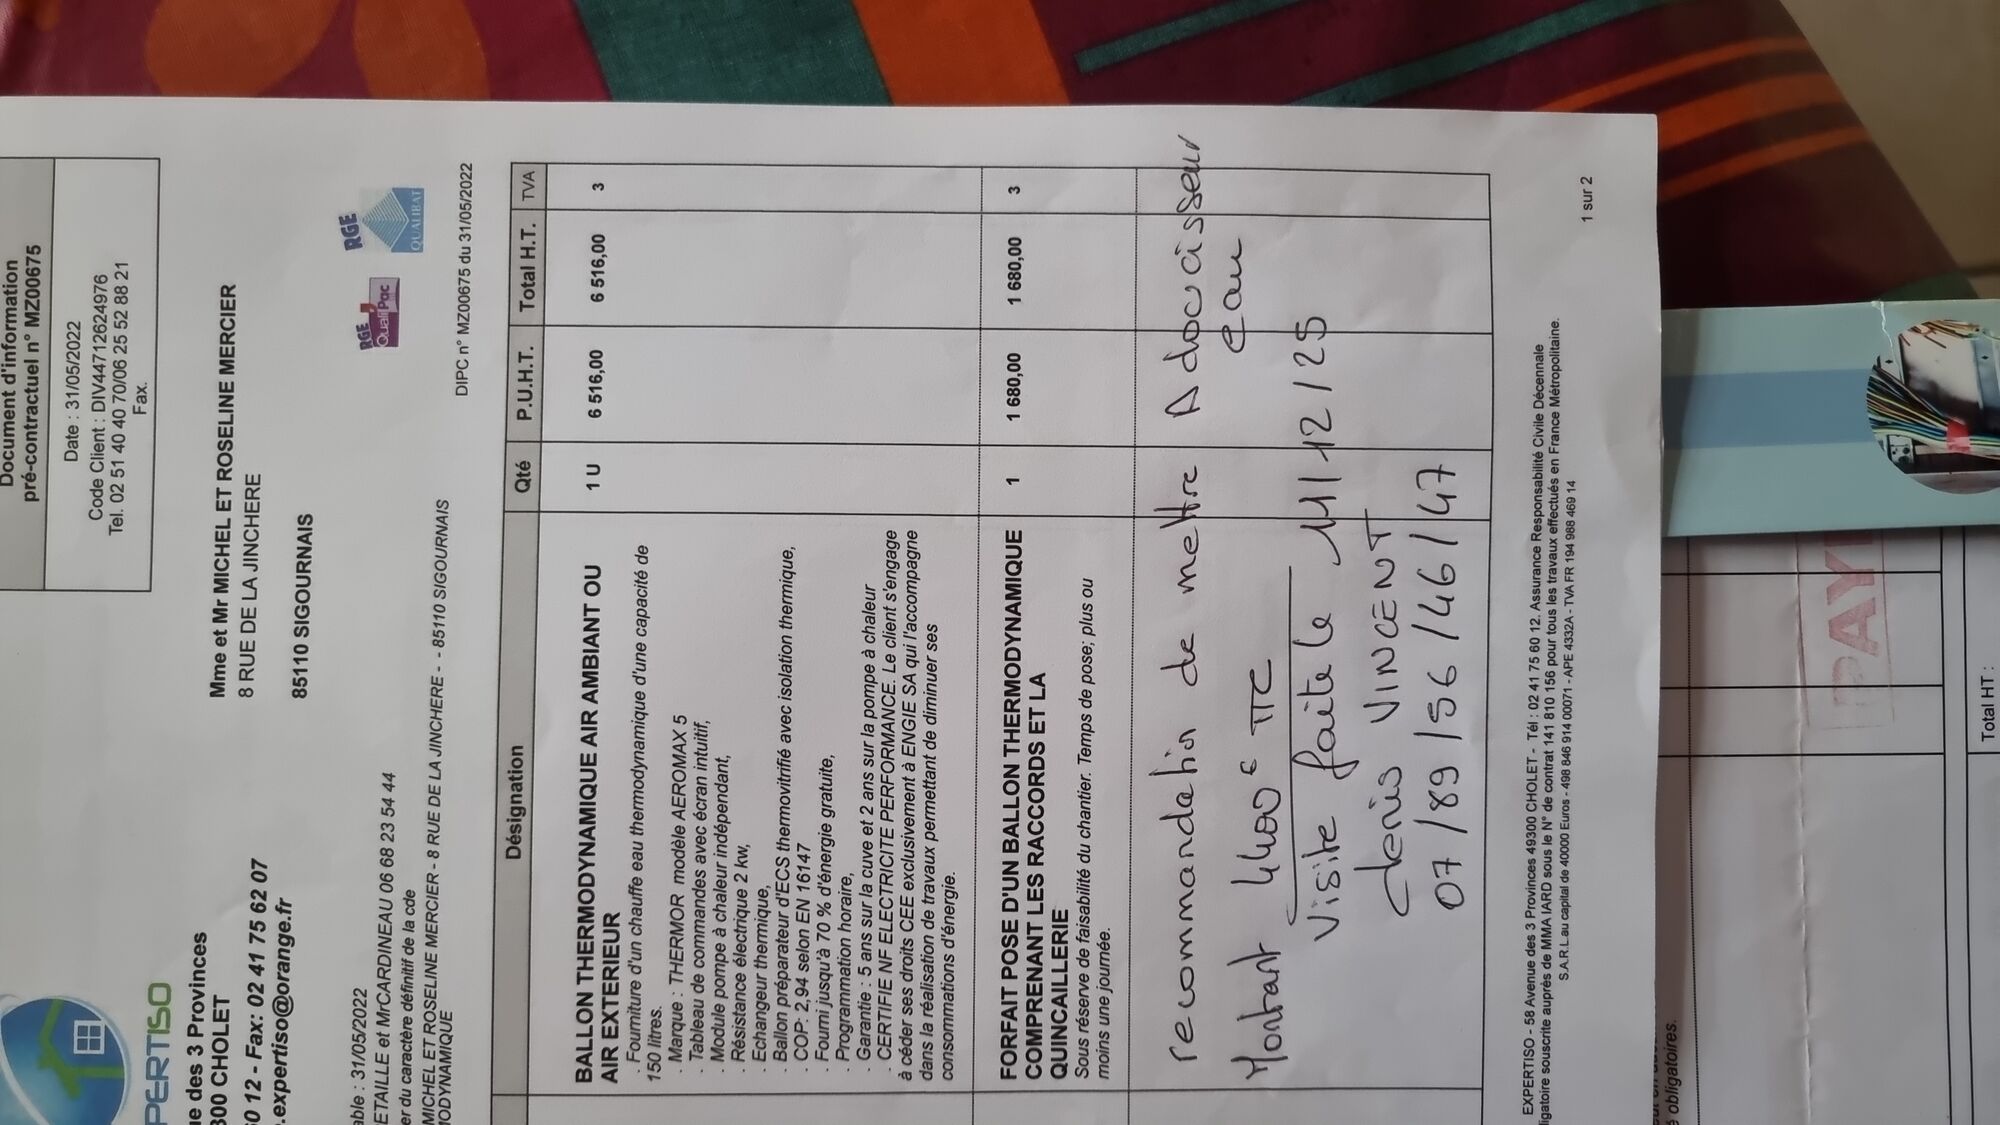 Document d'information
pré-contractuel n° MZ00675
Date : 31/05/2022
Code Client : DIV44712624976
Tel. 02 51 40 40 70/06 25 52 88 21
Fax.
PERTISO
ue des 3 Provinces
300 CHOLET
60 12 - Fax: 02 41 75 62 07
.expertiso@orange.fr
Mme et Mr MICHEL ET ROSELINE MERCIER
8 RUE DE LA JINCHERE
85110 SIGOURNAIS
RGE
QualiPac
RGE
QUALIBAT
able : 31/05/2022
ETAILLE et MrCARDINEAU 06 68 23 54 44
er du caractère définitif de la cde
MICHEL ET ROSELINE MERCIER - 8 RUE DE LA JINCHERE - - 85110 SIGOURNAIS
MODYNAMIQUE
DIPC n° MZ00675 du 31/05/2022
Désignation Qté P.U.H.T. Total H.T. TVA
BALLON THERMODYNAMIQUE AIR AMBIANT OU 1 U 6 516,00 6 516,00 3
AIR EXTERIEUR
. Fourniture d'un chauffe eau thermodynamique d'une capacité de
150 litres.
. Marque : THERMOR modèle AEROMAX 5
. Tableau de commandes avec écran intuitif,
. Module pompe à chaleur indépendant,
. Résistance électrique 2 kw,
. Echangeur thermique,
. Ballon préparateur d'ECS thermovitrifié avec isolation thermique,
. COP: 2,94 selon EN 16147
. Fourni jusqu'à 70 % d'énergie gratuite,
. Programmation horaire,
. Garantie : 5 ans sur la cuve et 2 ans sur la pompe à chaleur
. CERTIFIE NF ELECTRICITE PERFORMANCE. Le client s'engage
à céder ses droits CEE exclusivement à ENGIE SA qui l'accompagne
dans la réalisation de travaux permettant de diminuer ses
consommations d'énergie.
FORFAIT POSE D'UN BALLON THERMODYNAMIQUE 1 1 680,00 1 680,00 3
COMPRENANT LES RACCORDS ET LA
QUINCAILLERIE
Sous réserve de faisabilité du chantier. Temps de pose; plus ou
moins une journée.
recommandation de mettre Adoucisseur
eau
Montant 4400 € TTC
Visite faite le 11/12/25
denis VINCENT
07/89/56/46/47
1 sur 2
EXPERTISO - 58 Avenue des 3 Provinces 49300 CHOLET - Tél : 02 41 75 60 12. Assurance Responsabilité Civile Décennale
ligatoire souscrite auprès de MMA IARD sous le N° de contrat 141 810 156 pour tous les travaux effectués en France Métropolitaine.
S.A.R.L au capital de 40000 Euros - 498 846 914 00071 - APE 4332A - TVA FR 194 988 469 14
obligatoires.
PAY
Total HT :